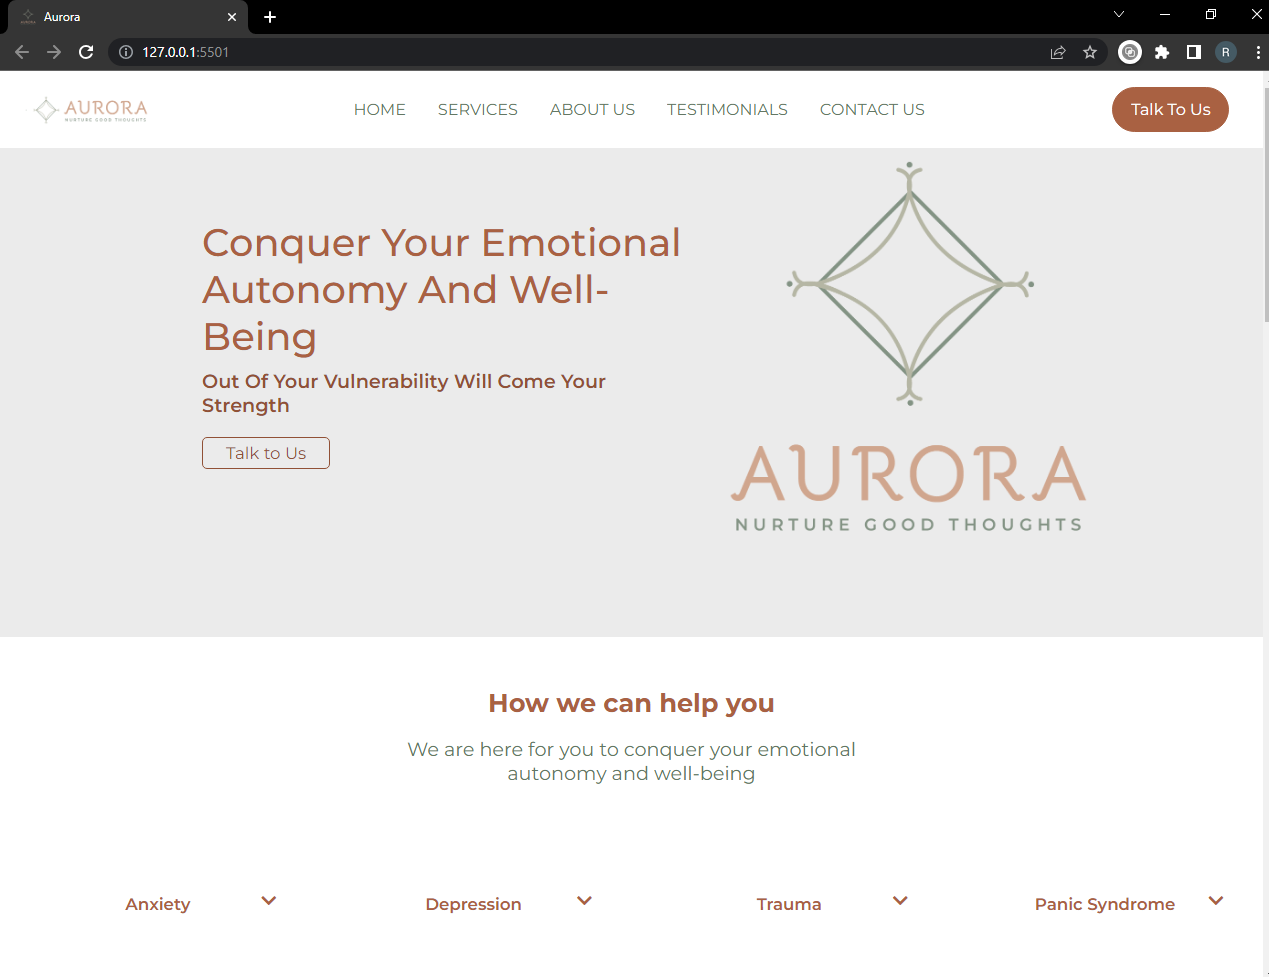 Aurora
127.0.0.1:5501
R
AURORA
NURTURE GOOD THOUGHTS
HOME SERVICES ABOUT US TESTIMONIALS CONTACT US
Talk To Us
Conquer Your Emotional
Autonomy And Well-
Being
Out Of Your Vulnerability Will Come Your
Strength
Talk to Us
AURORA
NURTURE GOOD THOUGHTS
How we can help you
We are here for you to conquer your emotional
autonomy and well-being
Anxiety Depression Trauma Panic Syndrome